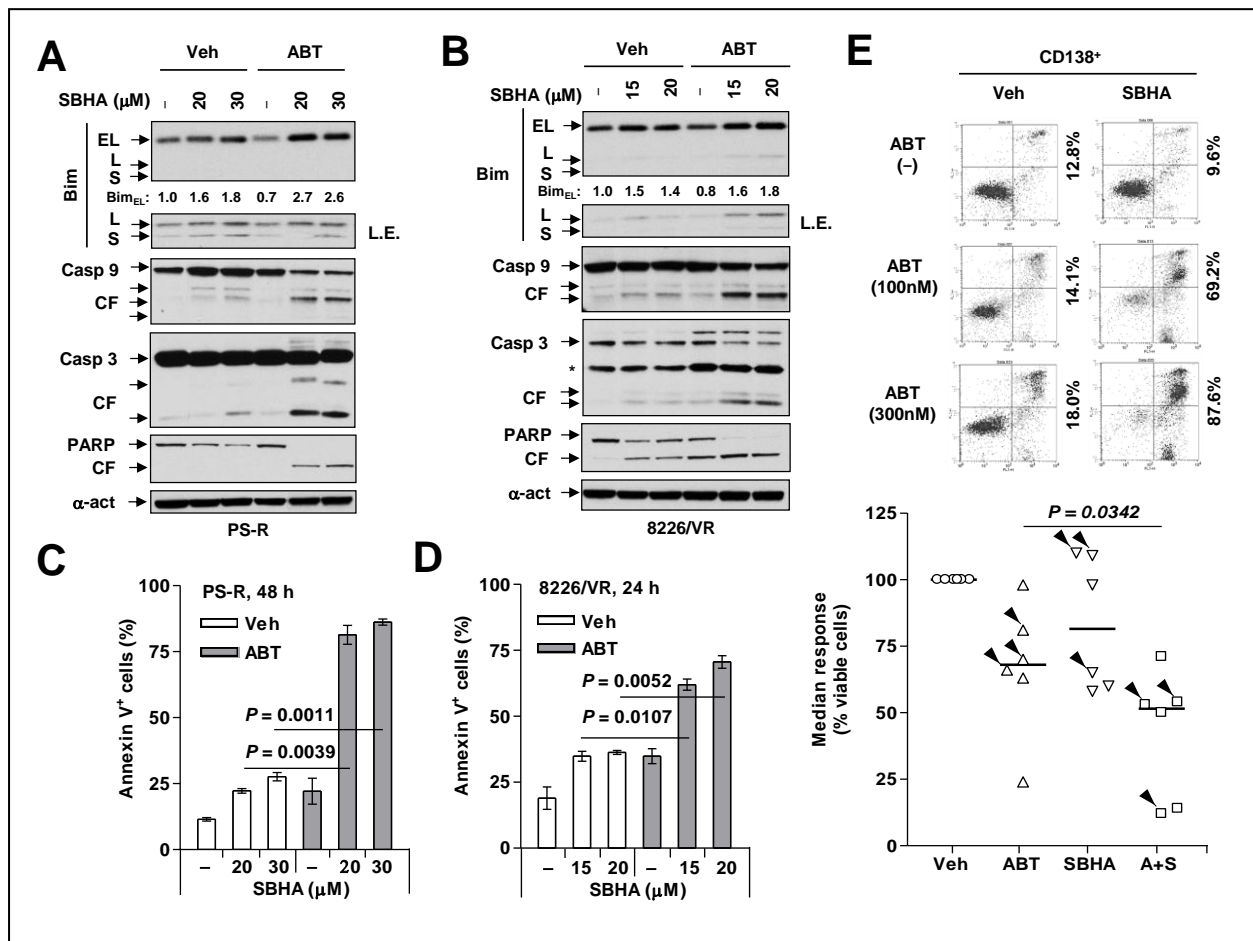 A
Veh ABT
SBHA (μM) – 20 30 – 20 30
Bim
EL
L
S
BimEL: 1.0 1.6 1.8 0.7 2.7 2.6
L
S
L.E.
Casp 9
CF
Casp 3
CF
PARP
CF
α-act
PS-R
B
Veh ABT
SBHA (μM) – 15 20 – 15 20
Bim
EL
L
S
BimEL: 1.0 1.5 1.4 0.8 1.6 1.8
L
S
L.E.
Casp 9
CF
Casp 3
*
CF
PARP
CF
α-act
8226/VR
C
PS-R, 48 h
Veh
ABT
P = 0.0011
P = 0.0039
Annexin V+ cells (%)
100
75
50
25
0
– 20 30 – 20 30
SBHA (μM)
D
8226/VR, 24 h
Veh
ABT
P = 0.0052
P = 0.0107
Annexin V+ cells (%)
100
75
50
25
0
– 15 20 – 15 20
SBHA (μM)
E
CD138+
Veh SBHA
ABT
(–)
12.8%
9.6%
ABT
(100nM)
14.1%
69.2%
ABT
(300nM)
18.0%
87.6%
FL1-H
P = 0.0342
Median response
(% viable cells)
125
100
75
50
25
0
Veh ABT SBHA A+S